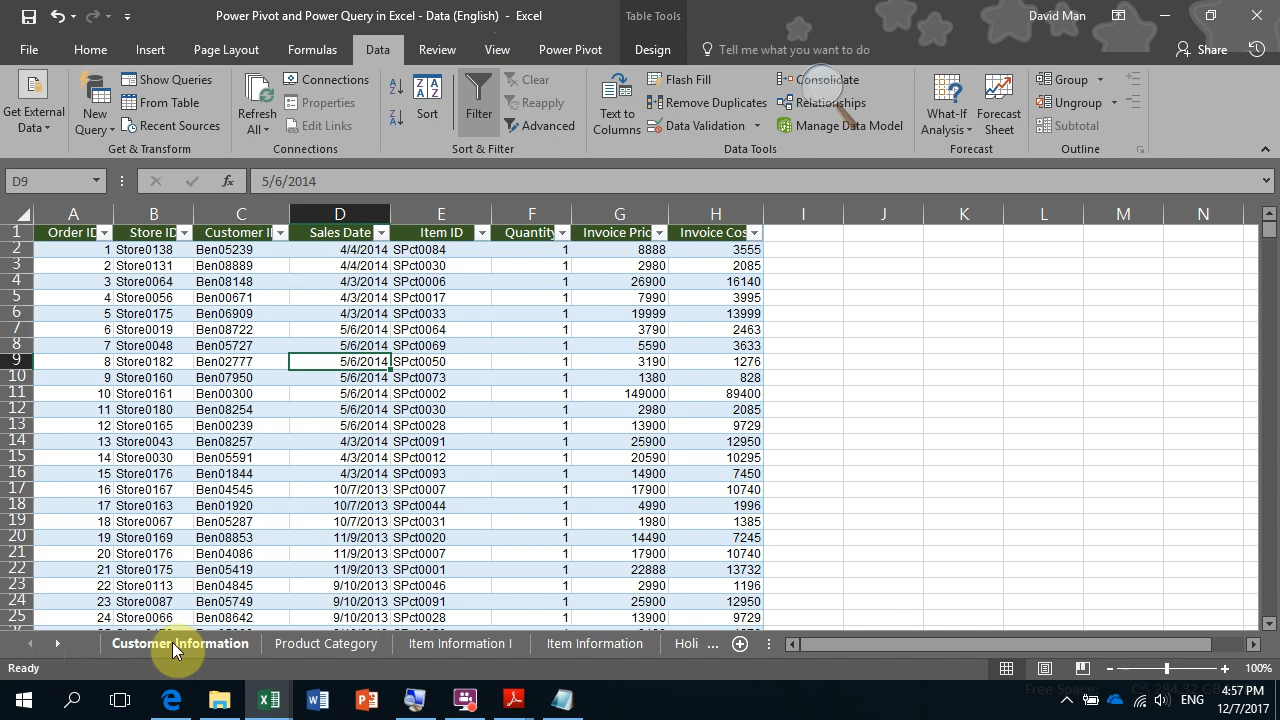 Power Pivot and Power Query in Excel - Data (English) - Excel
Table Tools
David Man
File Home Insert Page Layout Formulas Data Review View Power Pivot Design Tell me what you want to do Share
Get External Data
New Query
Show Queries
From Table
Recent Sources
Get & Transform
Refresh All
Connections
Properties
Edit Links
Connections
Sort
Filter
Clear
Reapply
Advanced
Sort & Filter
Text to Columns
Flash Fill
Remove Duplicates
Data Validation
Consolidate
Relationships
Manage Data Model
Data Tools
What-If Analysis
Forecast Sheet
Forecast
Group
Ungroup
Subtotal
Outline
D9 fx 5/6/2014
A B C D E F G H I J K L M N
1 Order ID Store ID Customer I Sales Date Item ID Quantity Invoice Pric Invoice Cos
2 1 Store0138 Ben05239 4/4/2014 SPct0084 1 8888 3555
3 2 Store0131 Ben08889 4/4/2014 SPct0030 1 2980 2085
4 3 Store0064 Ben08148 4/3/2014 SPct0006 1 26900 16140
5 4 Store0056 Ben00671 4/3/2014 SPct0017 1 7990 3995
6 5 Store0175 Ben06909 4/3/2014 SPct0033 1 19999 13999
7 6 Store0019 Ben08722 5/6/2014 SPct0064 1 3790 2463
8 7 Store0048 Ben05727 5/6/2014 SPct0069 1 5590 3633
9 8 Store0182 Ben02777 5/6/2014 SPct0050 1 3190 1276
10 9 Store0160 Ben07950 5/6/2014 SPct0073 1 1380 828
11 10 Store0161 Ben00300 5/6/2014 SPct0002 1 149000 89400
12 11 Store0180 Ben08254 5/6/2014 SPct0030 1 2980 2085
13 12 Store0165 Ben00239 5/6/2014 SPct0028 1 13900 9729
14 13 Store0043 Ben08257 4/3/2014 SPct0091 1 25900 12950
15 14 Store0030 Ben05591 4/3/2014 SPct0012 1 20590 10295
16 15 Store0176 Ben01844 4/3/2014 SPct0093 1 14900 7450
17 16 Store0167 Ben04545 10/7/2013 SPct0007 1 17900 10740
18 17 Store0163 Ben01920 10/7/2013 SPct0044 1 4990 1996
19 18 Store0067 Ben05287 10/7/2013 SPct0031 1 1980 1385
20 19 Store0169 Ben08853 11/9/2013 SPct0020 1 14490 7245
21 20 Store0176 Ben04086 11/9/2013 SPct0007 1 17900 10740
22 21 Store0175 Ben05419 11/9/2013 SPct0001 1 22888 13732
23 22 Store0113 Ben04845 9/10/2013 SPct0046 1 2990 1196
24 23 Store0087 Ben05749 9/10/2013 SPct0091 1 25900 12950
25 24 Store0066 Ben08642 9/10/2013 SPct0028 1 13900 9729
Customer Information Product Category Item Information I Item Information Holi ...
Ready 100%
Free Space:
ENG
4:57 PM
12/7/2017